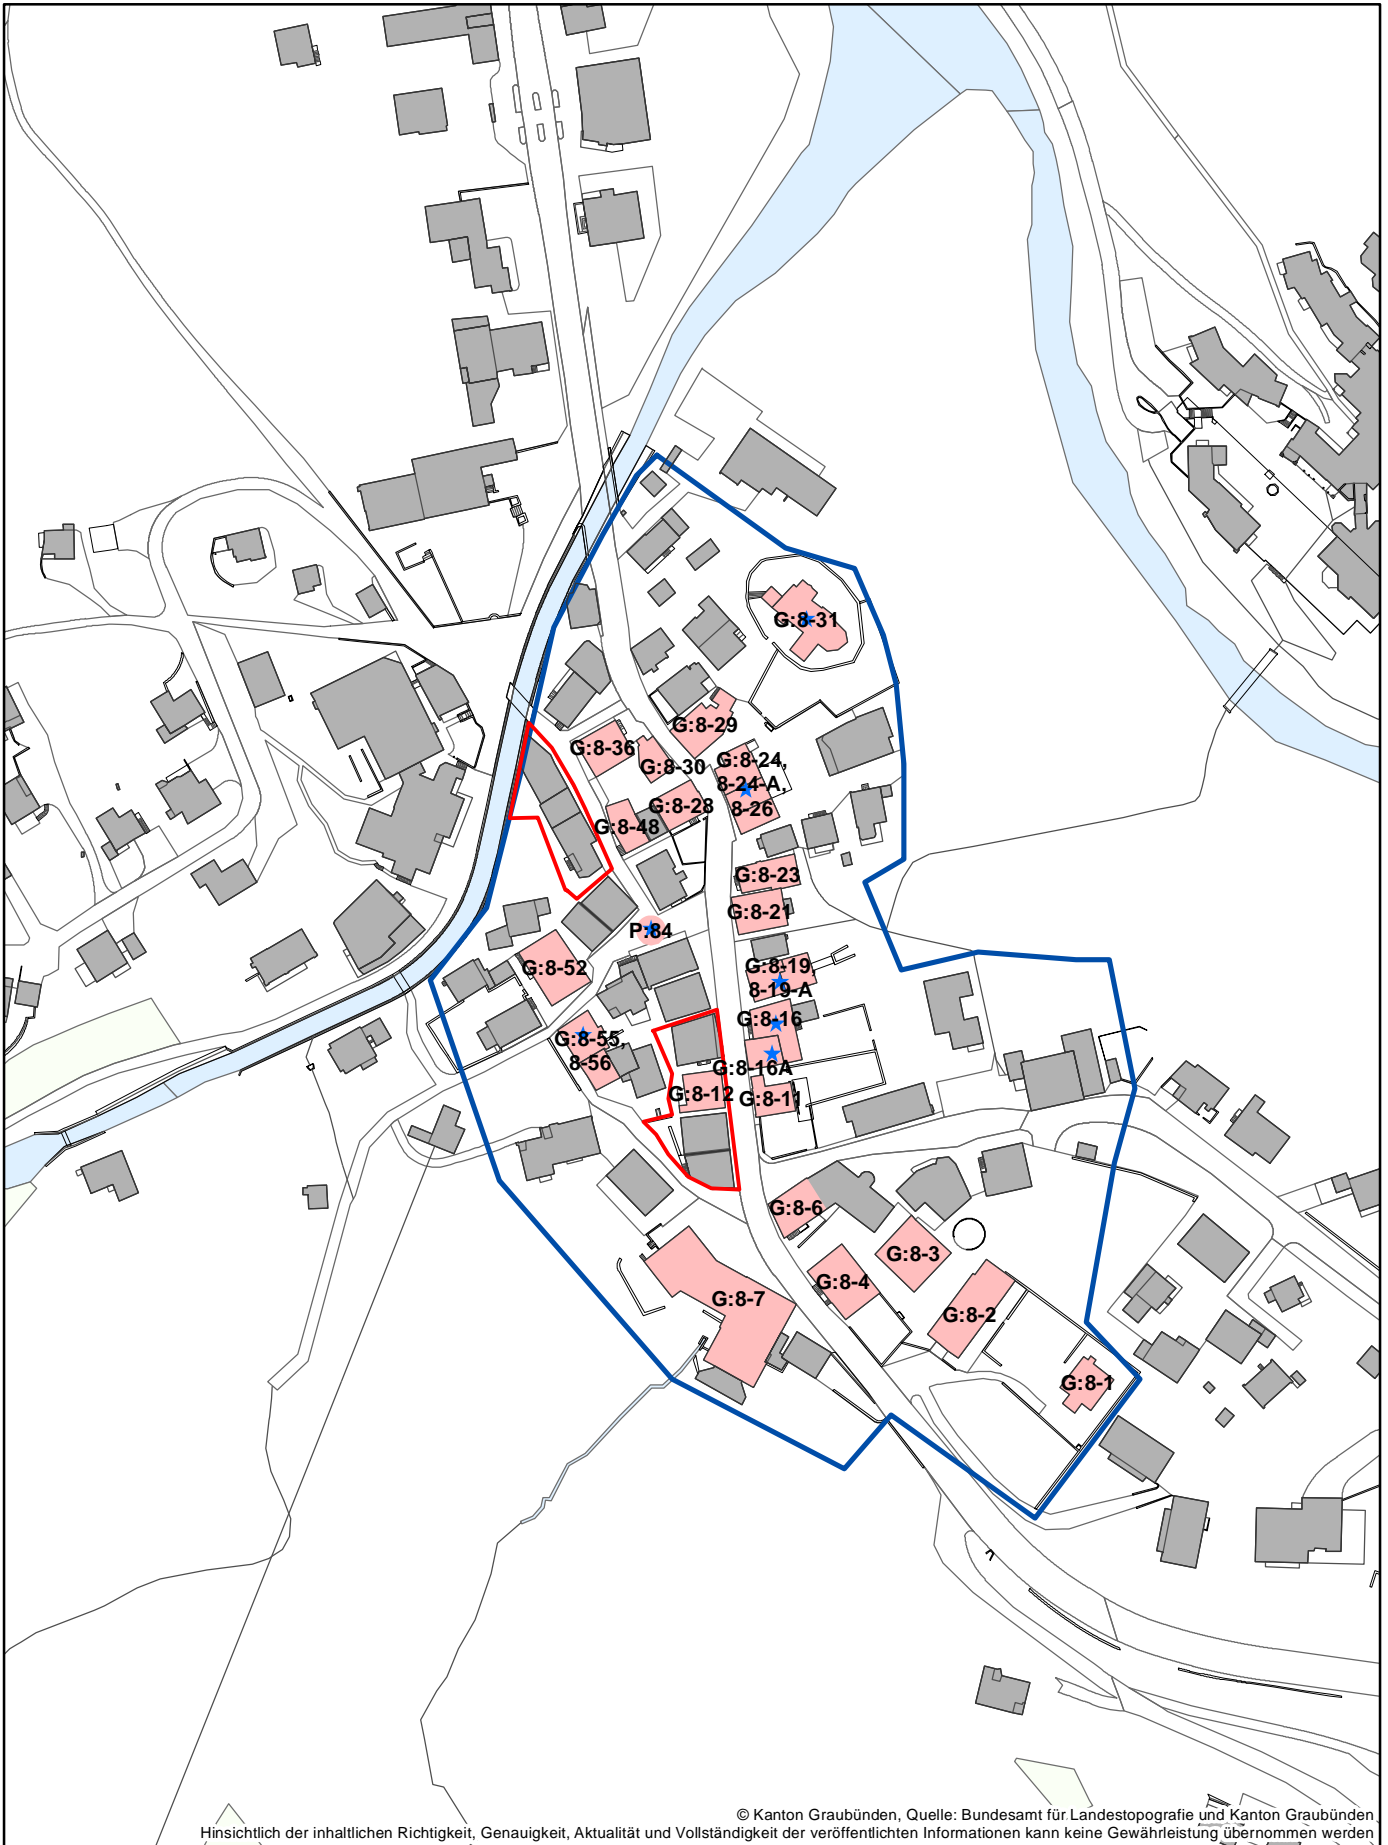 G:8-31
G:8-29
G:8-36
G:8-30
G:8-24,
8-24-A,
8-26
G:8-28
G:8-48
G:8-23
G:8-21
P:84
G:8-52
G:8-19,
8-19-A
G:8-16
G:8-55,
8-56
G:8-16A
G:8-12
G:8-11
G:8-6
G:8-3
G:8-4
G:8-7
G:8-2
G:8-1
© Kanton Graubünden, Quelle: Bundesamt für Landestopografie und Kanton Graubünden
Hinsichtlich der inhaltlichen Richtigkeit, Genauigkeit, Aktualität und Vollständigkeit der veröffentlichten Informationen kann keine Gewährleistung übernommen werden